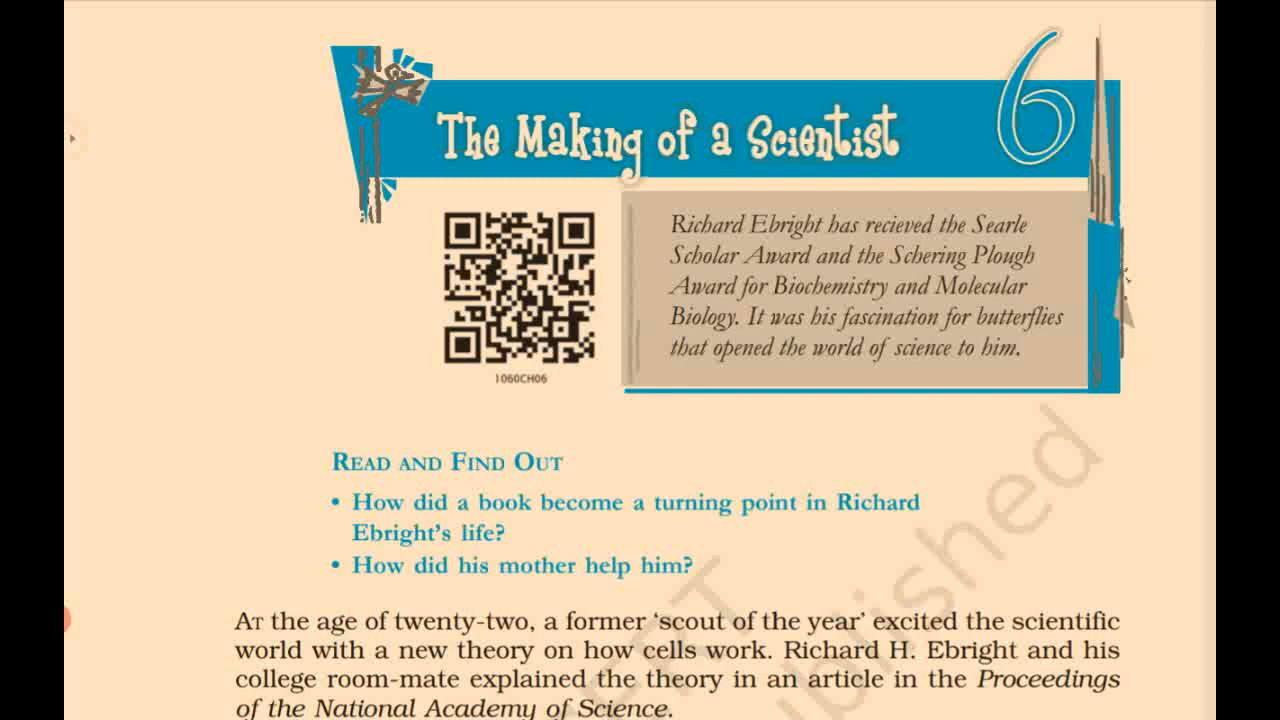 6
The Making of a Scientist
Richard Ebright has recieved the Searle
Scholar Award and the Schering Plough
Award for Biochemistry and Molecular
Biology. It was his fascination for butterflies
that opened the world of science to him.
1060CH06
READ AND FIND OUT
• How did a book become a turning point in Richard
Ebright's life?
• How did his mother help him?
AT the age of twenty-two, a former ‘scout of the year’ excited the scientific
world with a new theory on how cells work. Richard H. Ebright and his
college room-mate explained the theory in an article in the Proceedings
of the National Academy of Science.